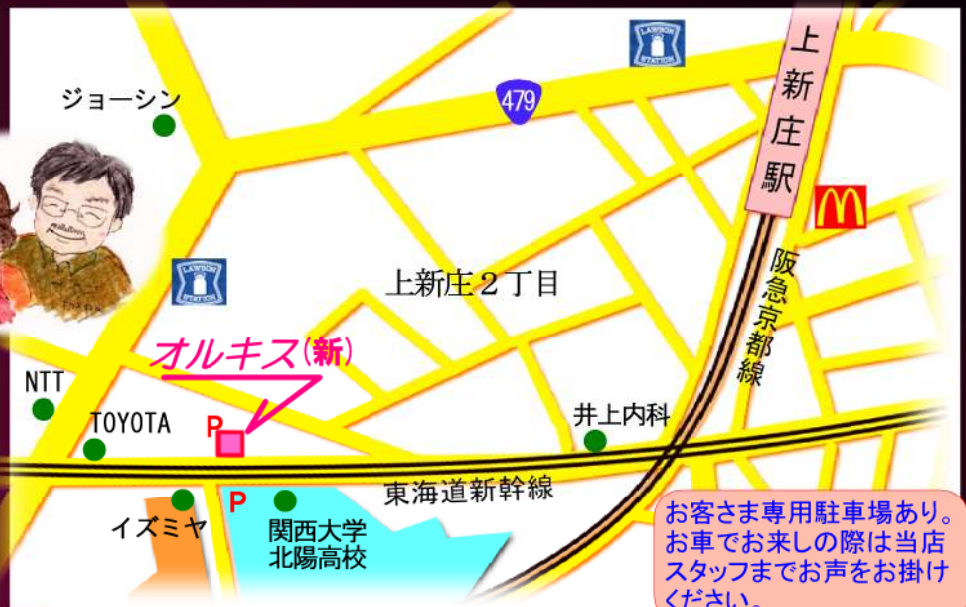 LAWSON
STATION
上新庄駅
479
ジョーシン
LAWSON
STATION
上新庄2丁目
阪急京都線
オルキス(新)
NTT
TOYOTA
P
井上内科
東海道新幹線
P
イズミヤ
関西大学
北陽高校
お客さま専用駐車場あり。
お車でお来しの際は当店
スタッフまでお声をお掛け
ください。